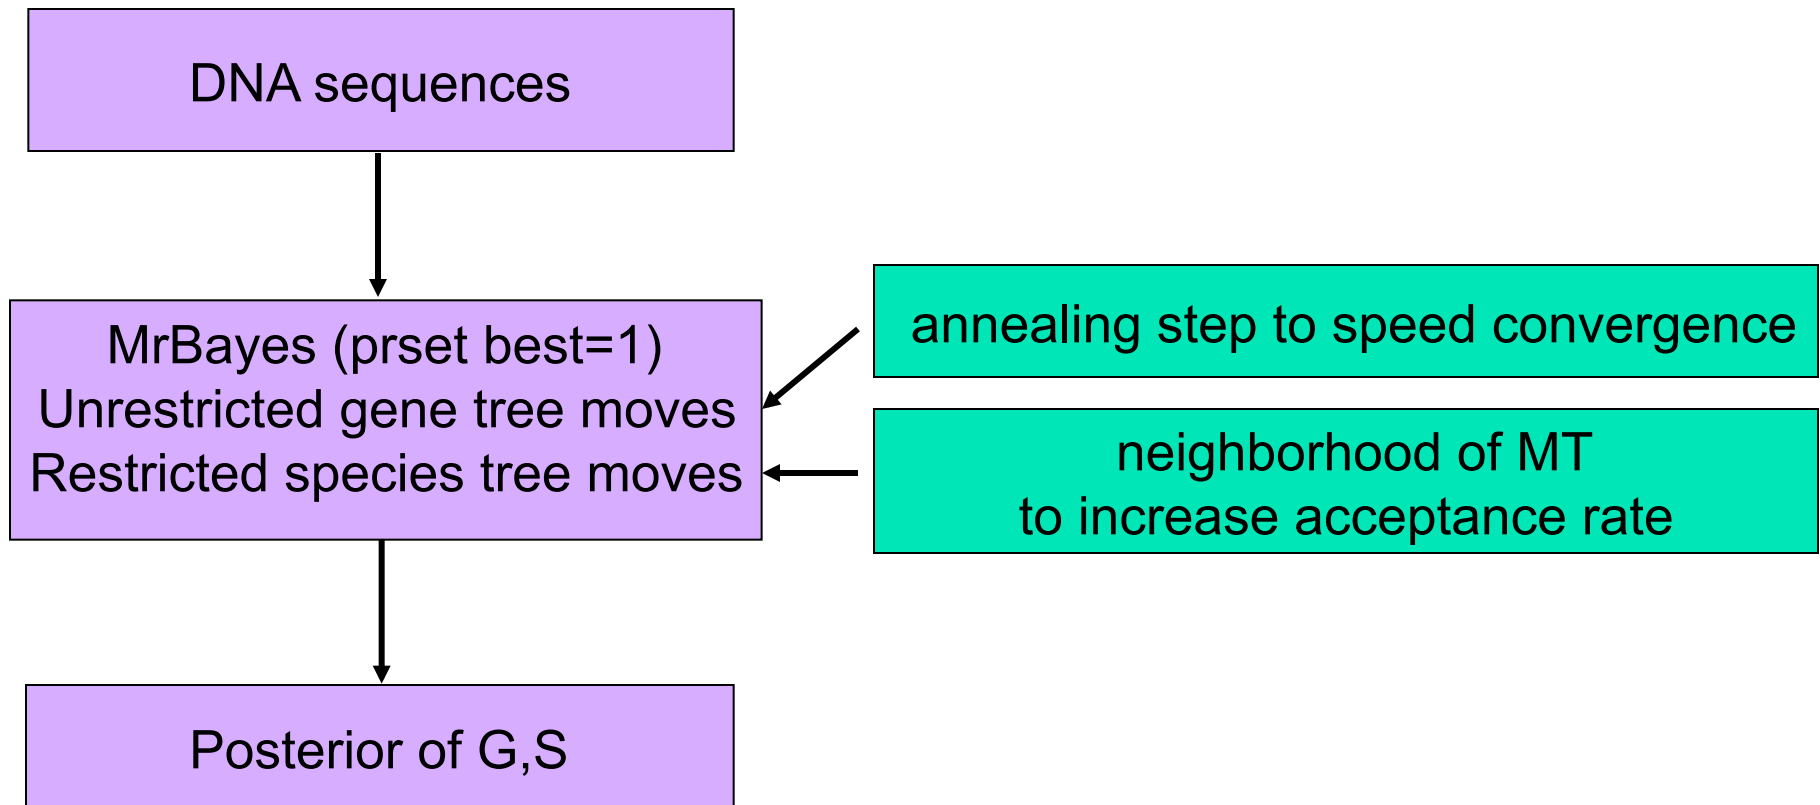 DNA sequences
MrBayes (prset best=1)
Unrestricted gene tree moves
Restricted species tree moves
annealing step to speed convergence
neighborhood of MT
to increase acceptance rate
Posterior of G,S